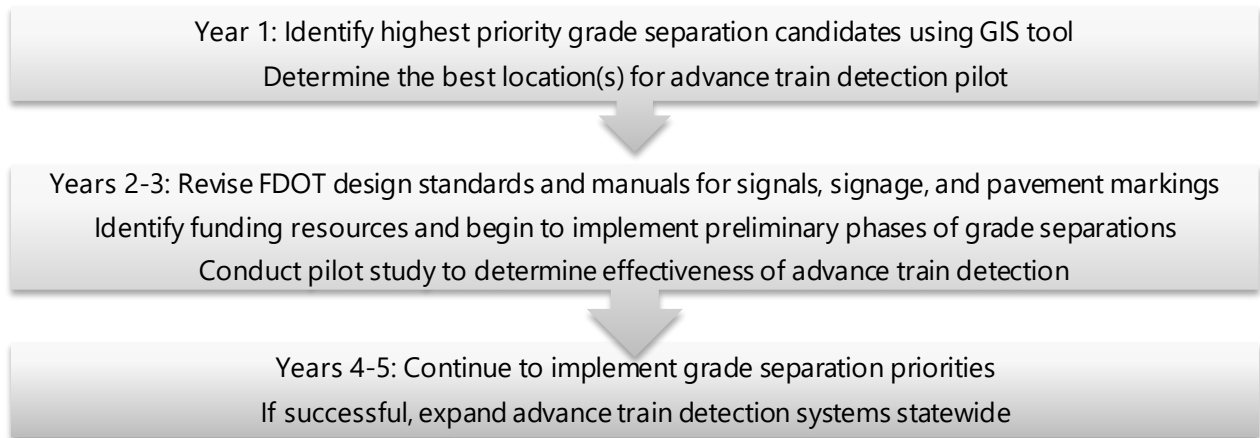 Year 1: Identify highest priority grade separation candidates using GIS tool
Determine the best location(s) for advance train detection pilot
Years 2-3: Revise FDOT design standards and manuals for signals, signage, and pavement markings
Identify funding resources and begin to implement preliminary phases of grade separations
Conduct pilot study to determine effectiveness of advance train detection
Years 4-5: Continue to implement grade separation priorities
If successful, expand advance train detection systems statewide